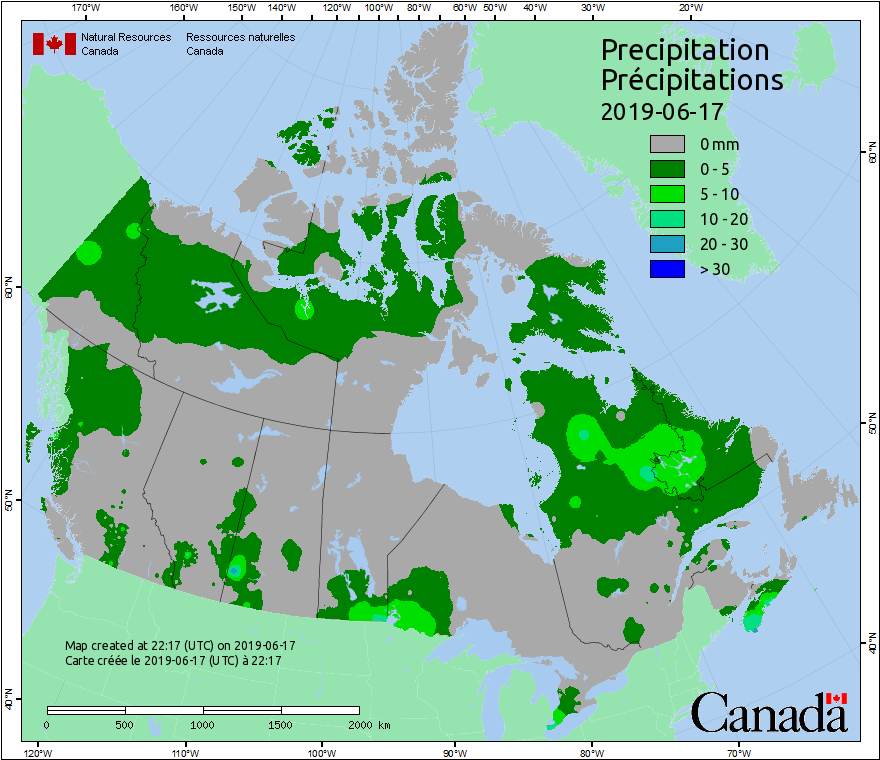 170°W 160°W 150°W 140°W 130°W 120°W 110°W 100°W 90°W 80°W 70°W 60°W 50°W 40°W 30°W 20°W
Natural Resources Ressources naturelles
Canada Canada
Precipitation
Précipitations
2019-06-17
0 mm
0 - 5
5 - 10
10 - 20
20 - 30
> 30
60°N
60°N
50°N
50°N
40°N
40°N
Map created at 22:17 (UTC) on 2019-06-17
Carte créée le 2019-06-17 (UTC) à 22:17
0 500 1000 1500 2000 km
Canada
120°W 110°W 100°W 90°W 80°W 70°W